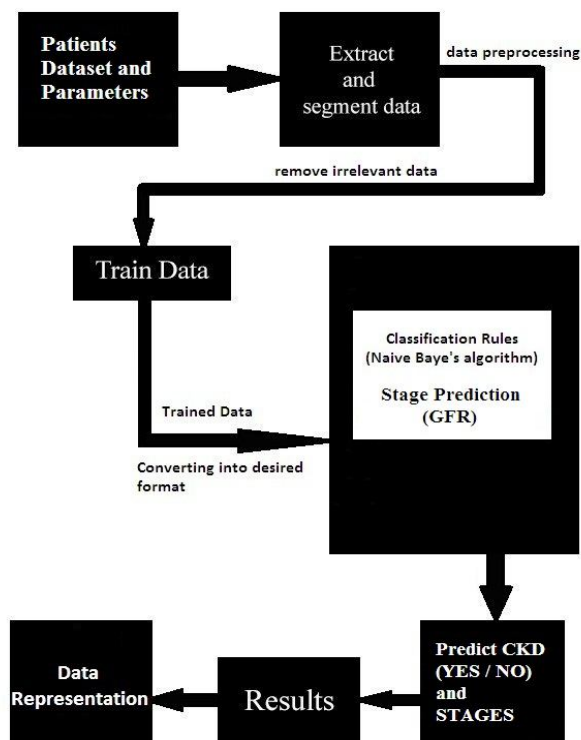 Patients
Dataset and
Parameters
Extract
and
segment data
data preprocessing
remove irrelevant data
Train Data
Classification Rules
(Naive Baye's algorithm)
Stage Prediction
(GFR)
Trained Data
Converting into desired
format
Predict CKD
(YES / NO)
and
STAGES
Results
Data
Representation